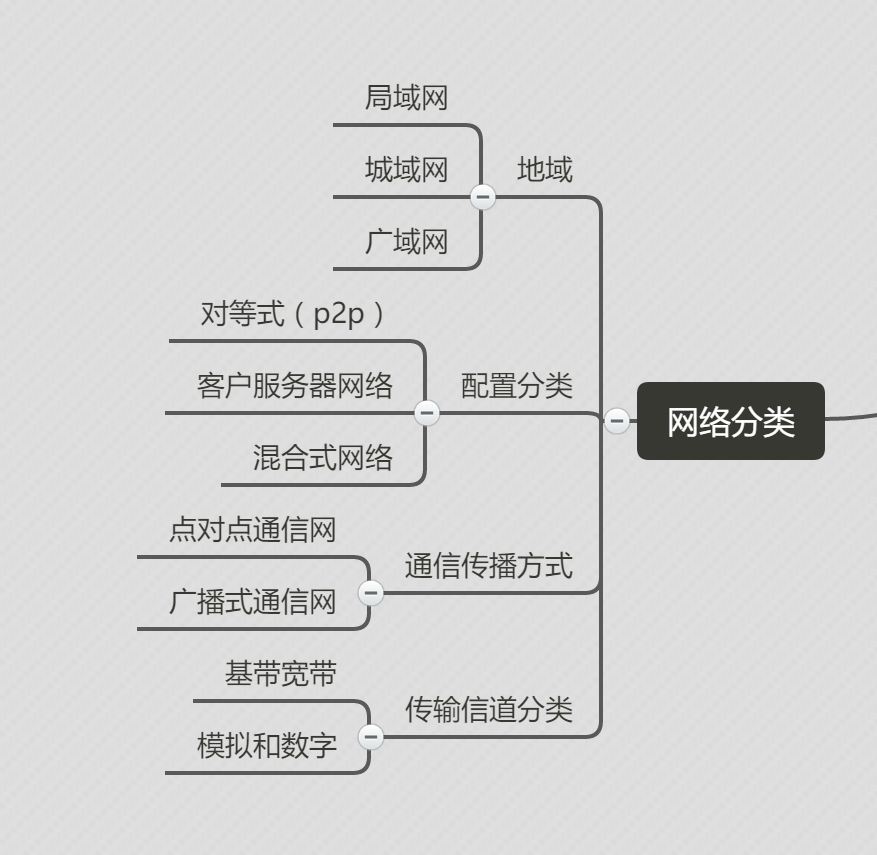 局域网
城域网
地域
广域网
对等式（p2p）
客户服务器网络
配置分类
网络分类
混合式网络
点对点通信网
通信传播方式
广播式通信网
基带宽带
传输信道分类
模拟和数字